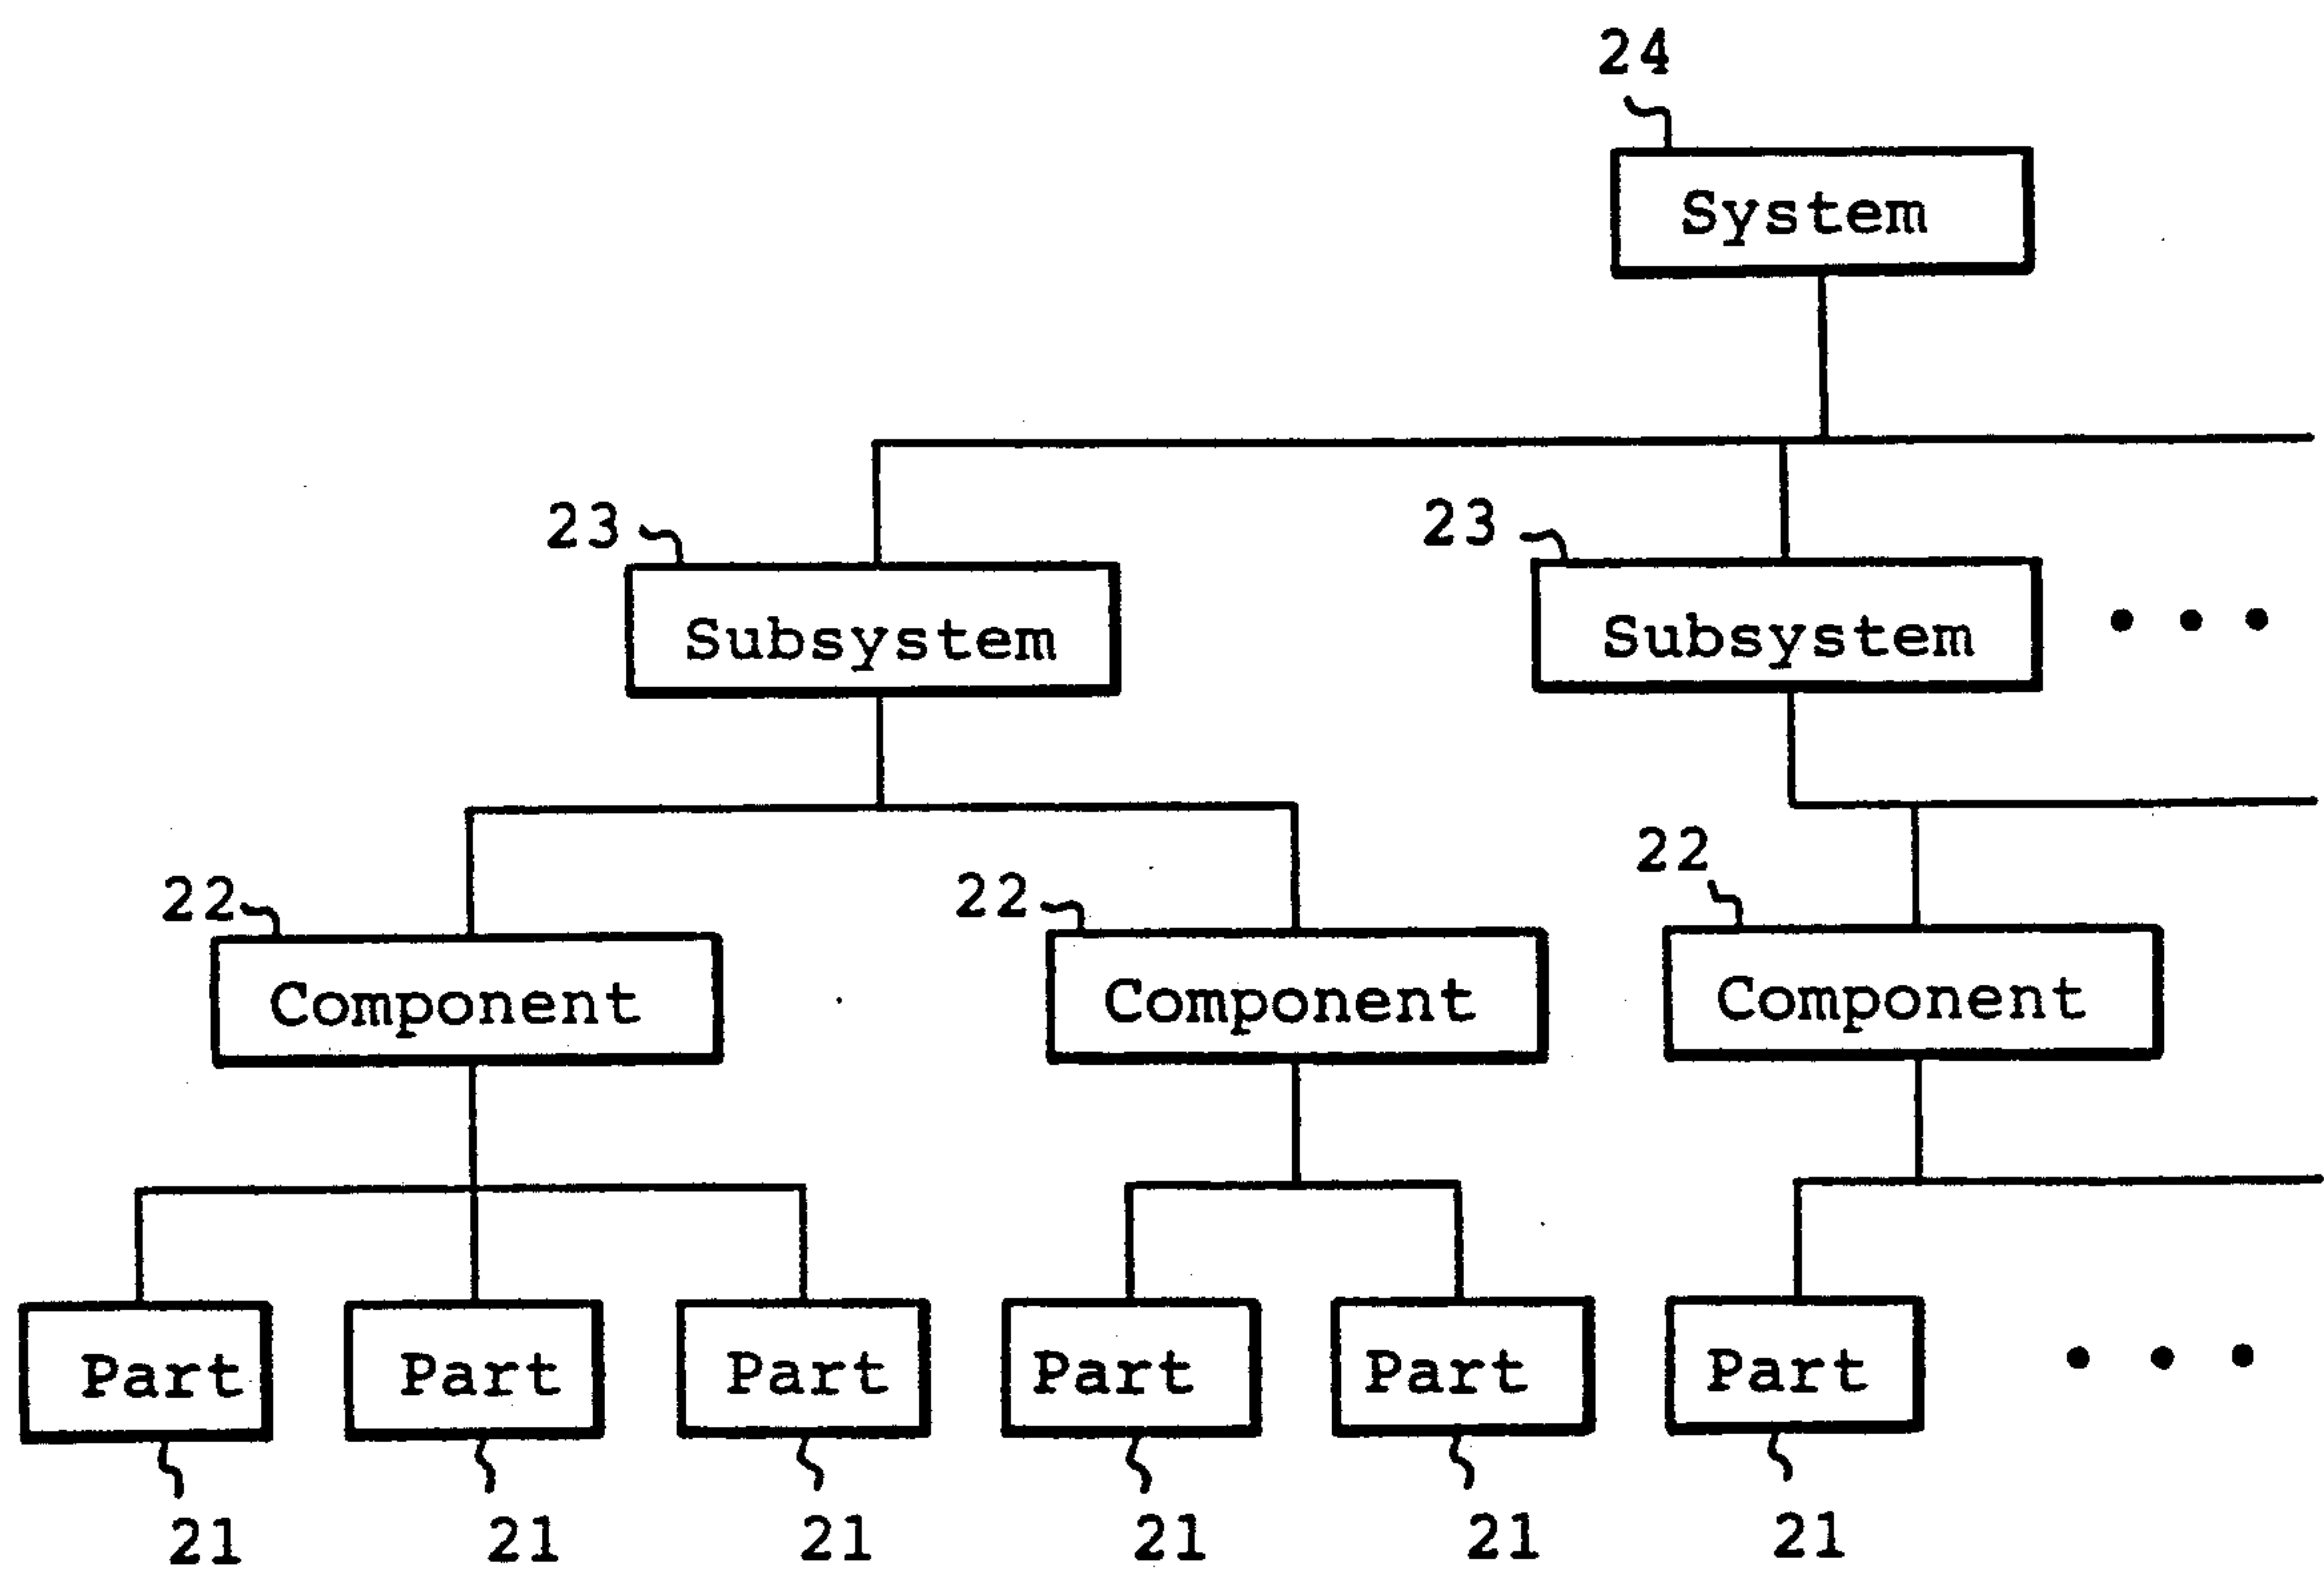 24
System
23 23
Subsystem Subsystem • • •
22 22 22
Component Component Component
Part Part Part Part Part Part • • •
21 21 21 21 21 21